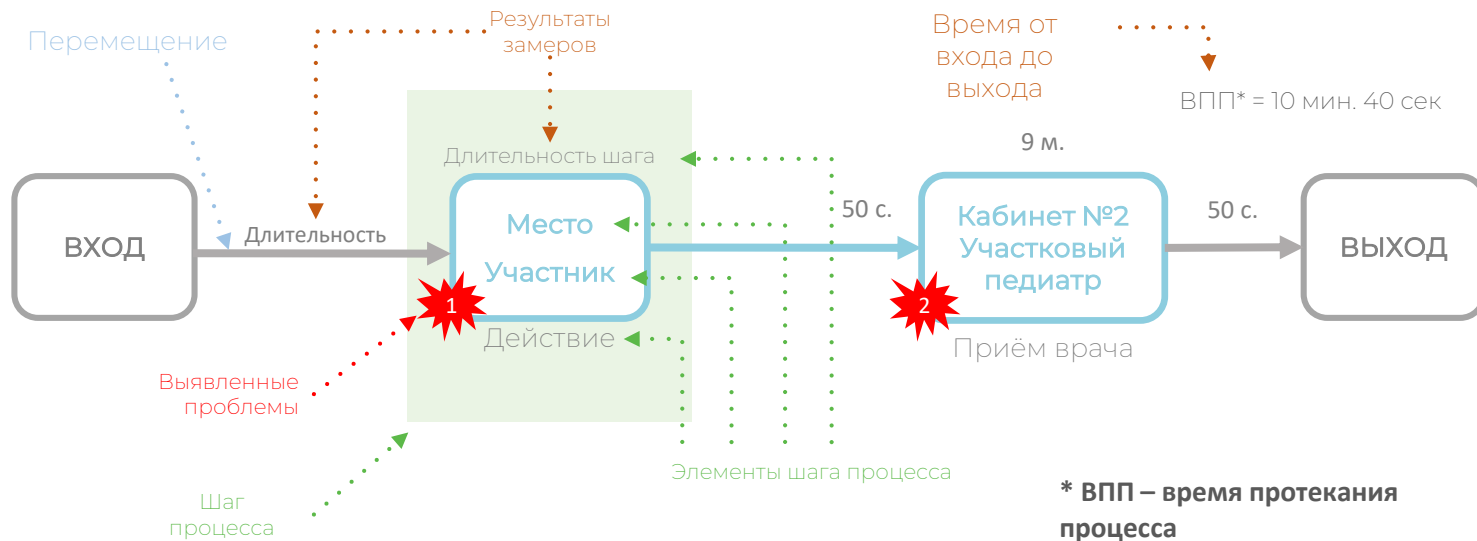 Перемещение
Результаты
замеров
Время от
входа до
выхода
ВПП* = 10 мин. 40 сек
Длительность шага
9 м.
ВХОД
Длительность
Место
Участник
1
Действие
50 с.
Кабинет №2
Участковый
педиатр
2
Приём врача
50 с.
ВЫХОД
Выявленные
проблемы
Элементы шага процесса
Шаг
процесса
* ВПП – время протекания
процесса